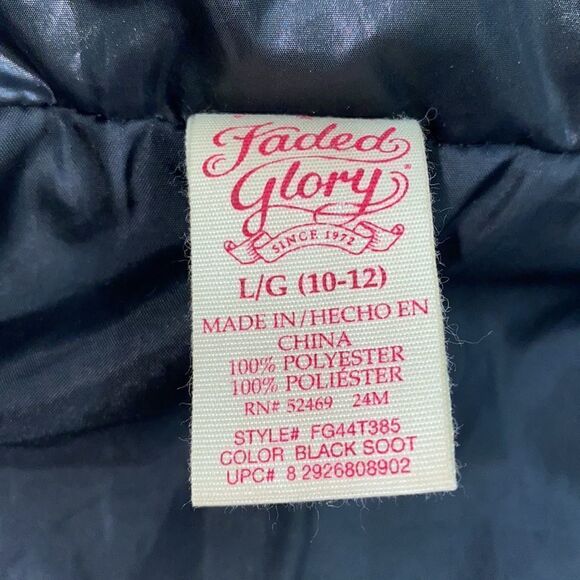 Faded
Glory
SINCE 1972
L/G (10-12)
MADE IN/HECHO EN
CHINA
100% POLYESTER
100% POLIÉSTER
RN# 52469 24M
STYLE# FG44T385
COLOR BLACK SOOT
UPC# 8 2926808902